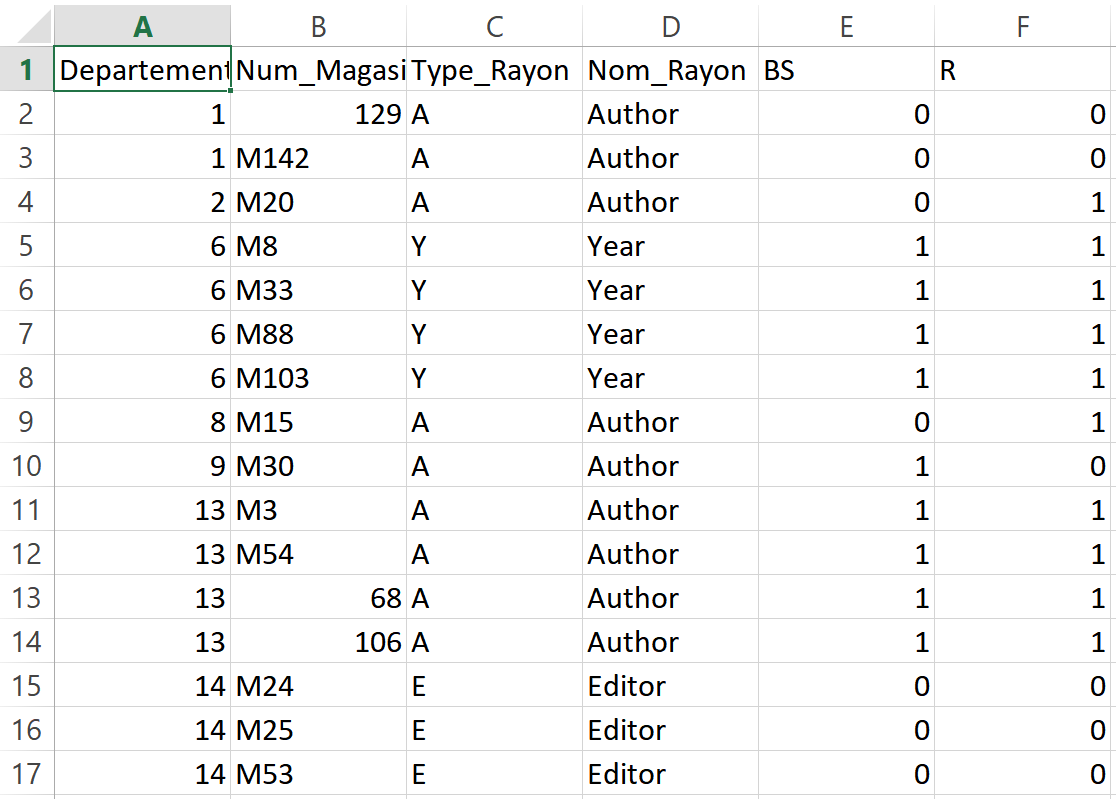 A B C D E F
1 Departement Num_Magasi Type_Rayon Nom_Rayon BS R
2 1 129 A Author 0 0
3 1 M142 A Author 0 0
4 2 M20 A Author 0 1
5 6 M8 Y Year 1 1
6 6 M33 Y Year 1 1
7 6 M88 Y Year 1 1
8 6 M103 Y Year 1 1
9 8 M15 A Author 0 1
10 9 M30 A Author 1 0
11 13 M3 A Author 1 1
12 13 M54 A Author 1 1
13 13 68 A Author 1 1
14 13 106 A Author 1 1
15 14 M24 E Editor 0 0
16 14 M25 E Editor 0 0
17 14 M53 E Editor 0 0